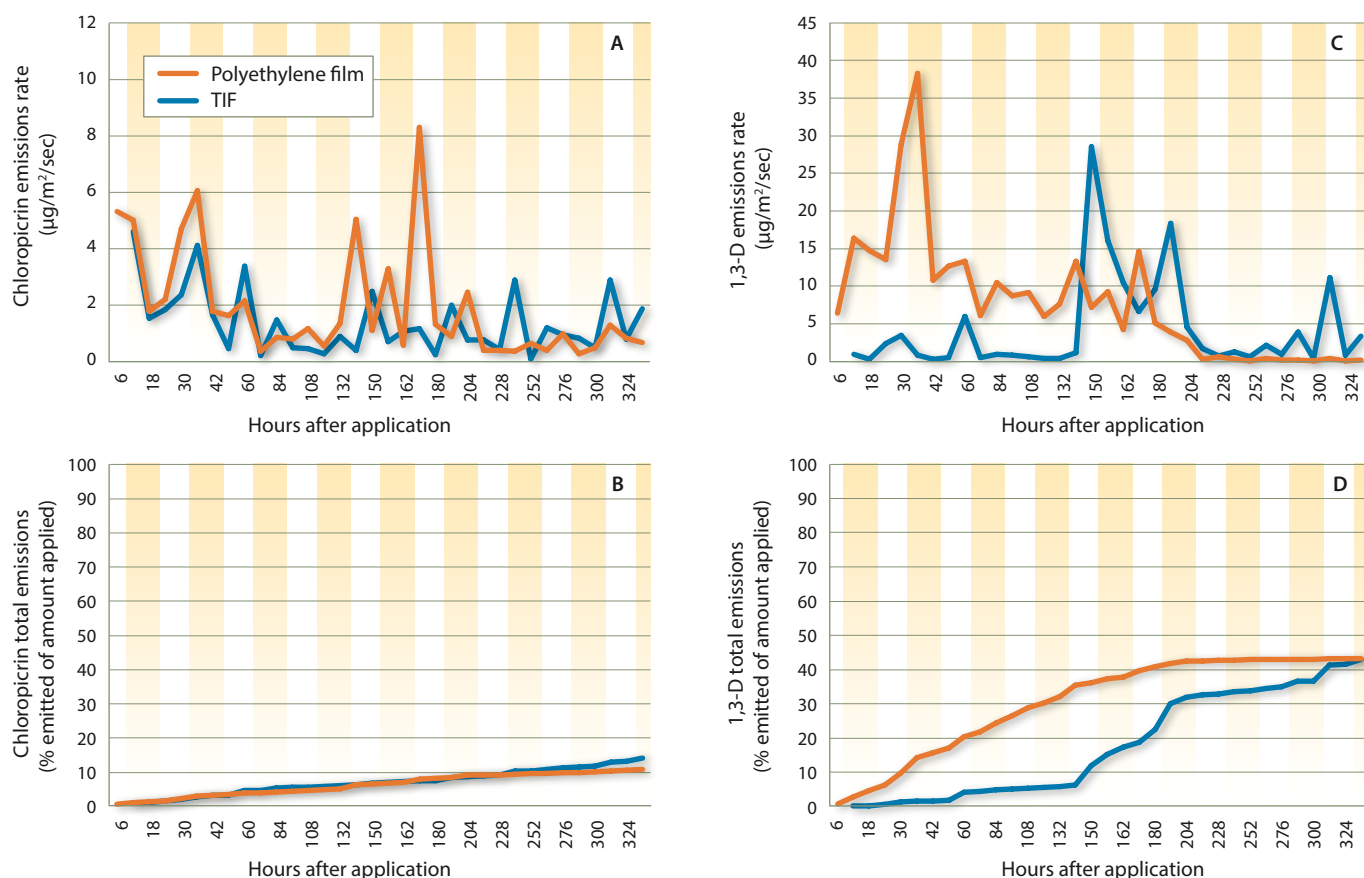 A
Chloropicrin emissions rate
(µg/m²/sec)
12
10
8
6
4
2
0
Polyethylene film
TIF
6 18 30 42 60 84 108 132 150 162 180 204 228 252 276 300 324
Hours after application
C
1,3-D emissions rate
(µg/m²/sec)
45
40
35
30
25
20
15
10
5
0
6 18 30 42 60 84 108 132 150 162 180 204 228 252 276 300 324
Hours after application
B
Chloropicrin total emissions
(% emitted of amount applied)
100
90
80
70
60
50
40
30
20
10
0
6 18 30 42 60 84 108 132 150 162 180 204 228 252 276 300 324
Hours after application
D
1,3-D total emissions
(% emitted of amount applied)
100
90
80
70
60
50
40
30
20
10
0
6 18 30 42 60 84 108 132 150 162 180 204 228 252 276 300 324
Hours after application